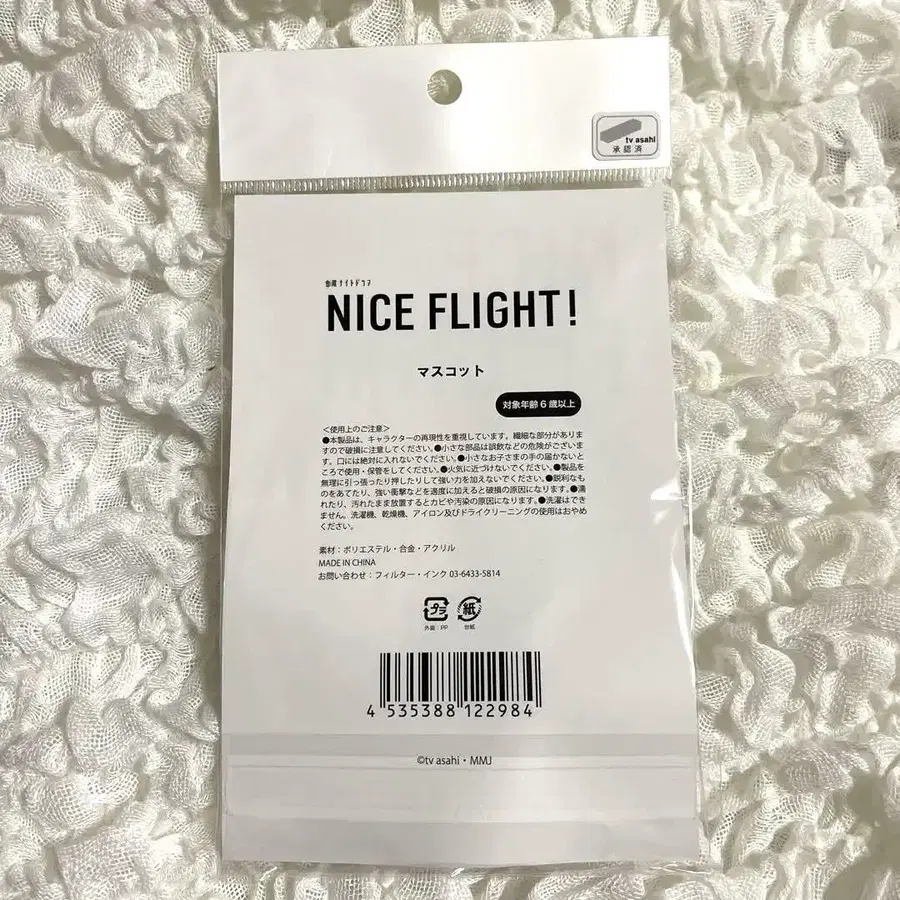 tv asahi
承認済
金曜ナイトドラマ
NICE FLIGHT!
マスコット
対象年齢6歳以上
＜使用上のご注意＞
●本製品は、キャラクターの再現性を重視しています。繊細な部分がありま
すので破損に注意してください。●小さな部品は誤飲などの危険がございま
す。口には絶対に入れないでください。●小さなお子さまの手の届かないと
ころで使用・保管をしてください。●火気に近づけないでください。●製品を
無理に引っ張ったり押したりして強い力を加えないでください。●鋭利なも
のをあてたり、強い衝撃などを過度に加えると破損の原因になります。●濡
れたり、汚れたまま放置するとカビや汚染の原因になります。●洗濯はでき
ません。洗濯機、乾燥機、アイロン及びドライクリーニングの使用はおやめ
ください。
素材：ポリエステル・合金・アクリル
MADE IN CHINA
お問い合わせ：フィルター・インク 03-6433-5814
プラ 紙
外袋：PP 台紙
4 535388 122984
©tv asahi・MMJ